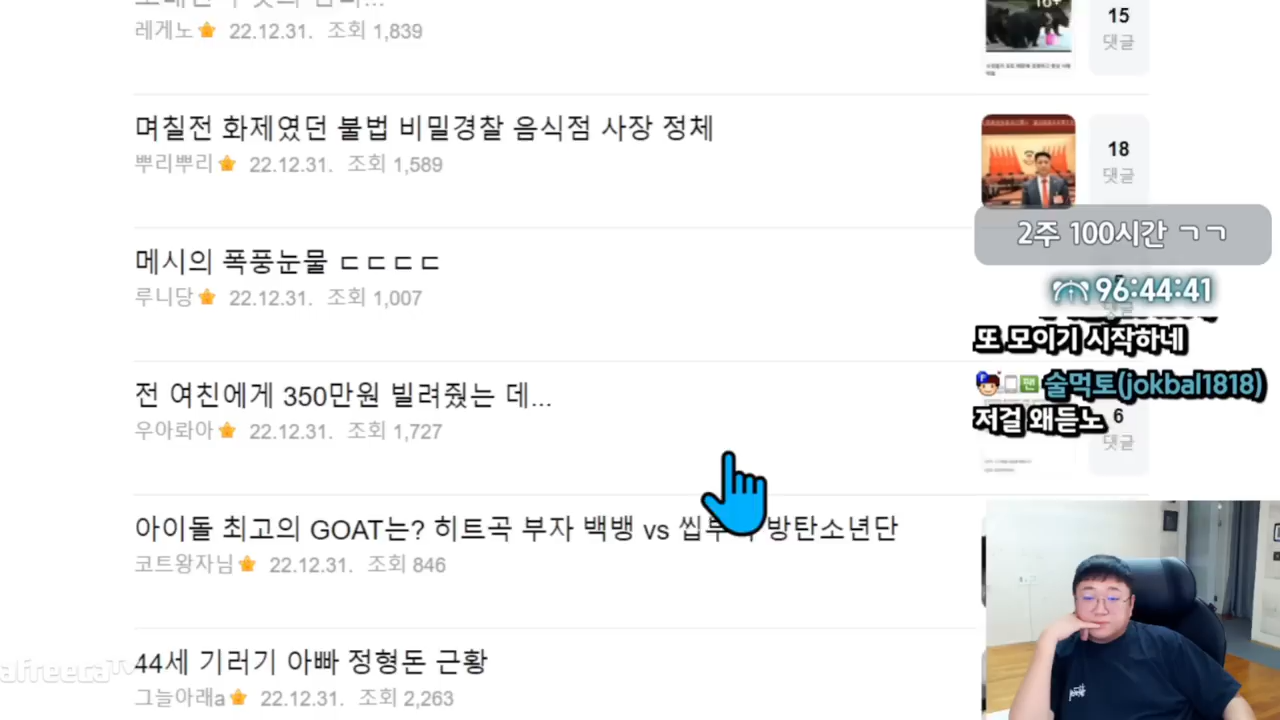 레게노 22.12.31. 조회 1,839
15
댓글
며칠전 화제였던 불법 비밀경찰 음식점 사장 정체
뿌리뿌리 22.12.31. 조회 1,589
18
댓글
2주 100시간 ㄱㄱ
메시의 폭풍눈물 ㄷㄷㄷㄷ
루니당 22.12.31. 조회 1,007
96:44:41
또 모이기 시작하네
전 여친에게 350만원 빌려줬는 데...
우아롸아 22.12.31. 조회 1,727
술먹토(jokbal1818)
저걸 왜듣노
6
댓글
아이돌 최고의 GOAT는? 히트곡 부자 백뱅 vs 방탄소년단
코트왕자님 22.12.31. 조회 846
44세 기러기 아빠 정형돈 근황
그늘아래a 22.12.31. 조회 2,263
afreecaTV